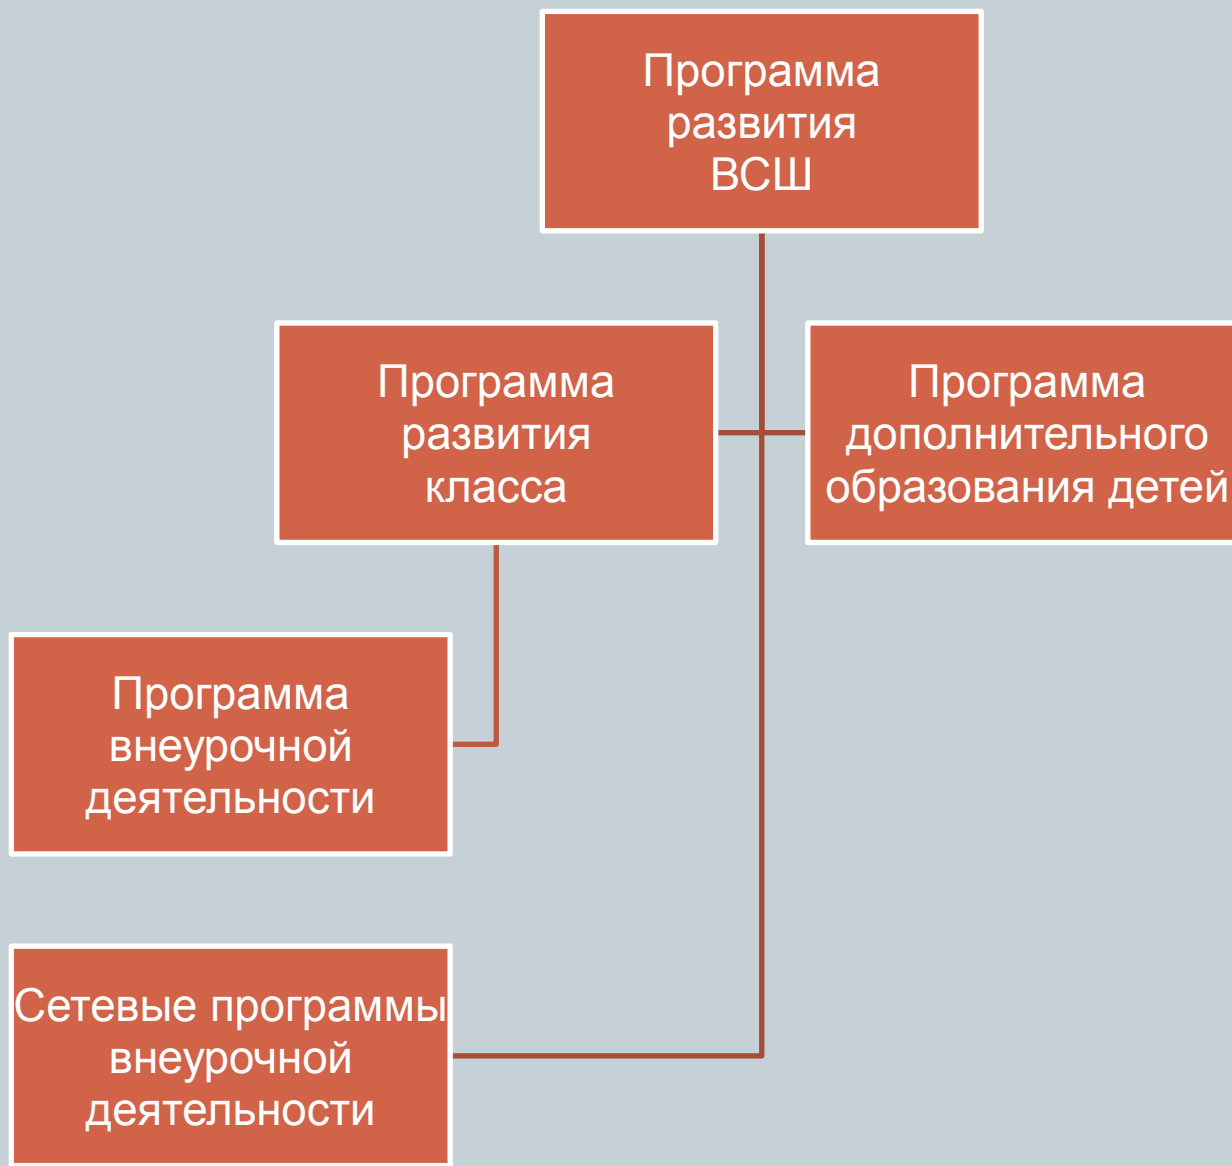 Программа
развития
ВСШ
Программа
развития
класса
Программа
дополнительного
образования детей
Программа
внеурочной
деятельности
Сетевые программы
внеурочной
деятельности